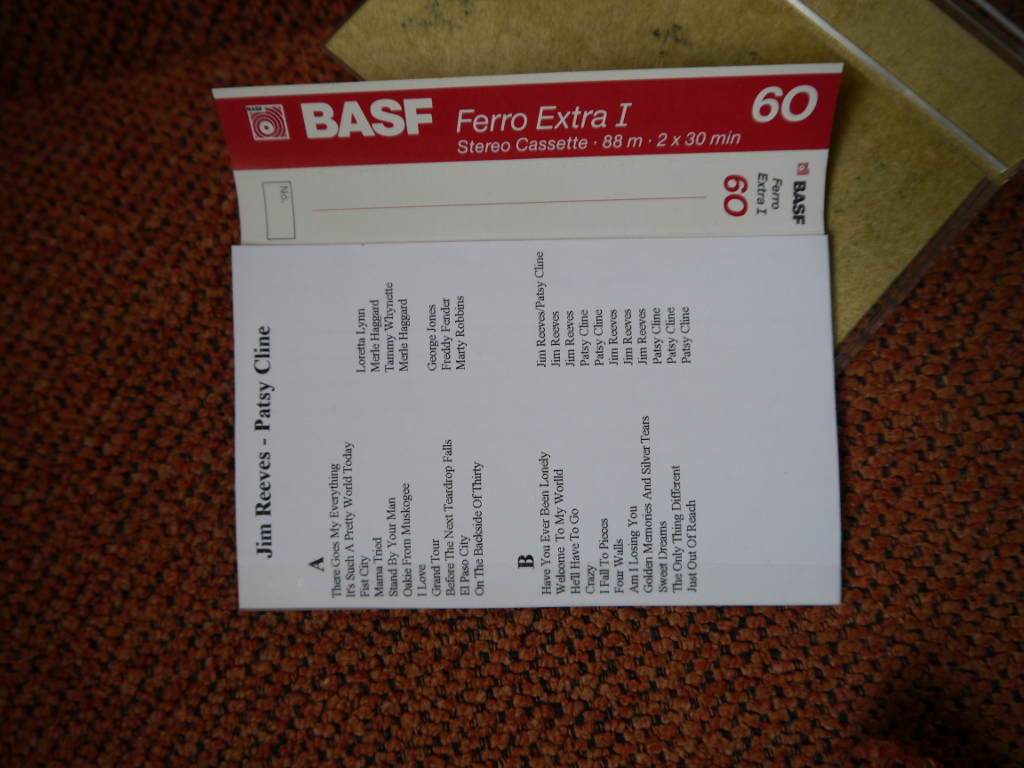 BASF
BASF Ferro Extra I 60
Stereo Cassette · 88 m · 2 x 30 min
No.
60
Ferro
Extra I
BASF
Jim Reeves - Patsy Cline
A
There Goes My Everything
It's Such A Pretty World Today
Fist City Loretta Lynn
Mama Tried Merle Haggard
Stand By Your Man Tammy Whynette
Oakie From Muskogee Merle Haggard
I Love
Grand Tour George Jones
Before The Next Teardrop Falls Freddy Fender
El Paso City Marty Robbins
On The Backside Of Thirty
B
Have You Ever Been Lonely Jim Reeves/Patsy Cline
Welcome To My Worlld Jim Reeves
He'll Have To Go Jim Reeves
Crazy Patsy Cline
I Fall To Pieces Patsy Cline
Four Walls Jim Reeves
Am I Losing You Jim Reeves
Golden Memories And Silver Tears Jim Reeves
Sweet Dreams Patsy Cline
The Only Thing Different Patsy Cline
Just Out Of Reach Patsy Cline